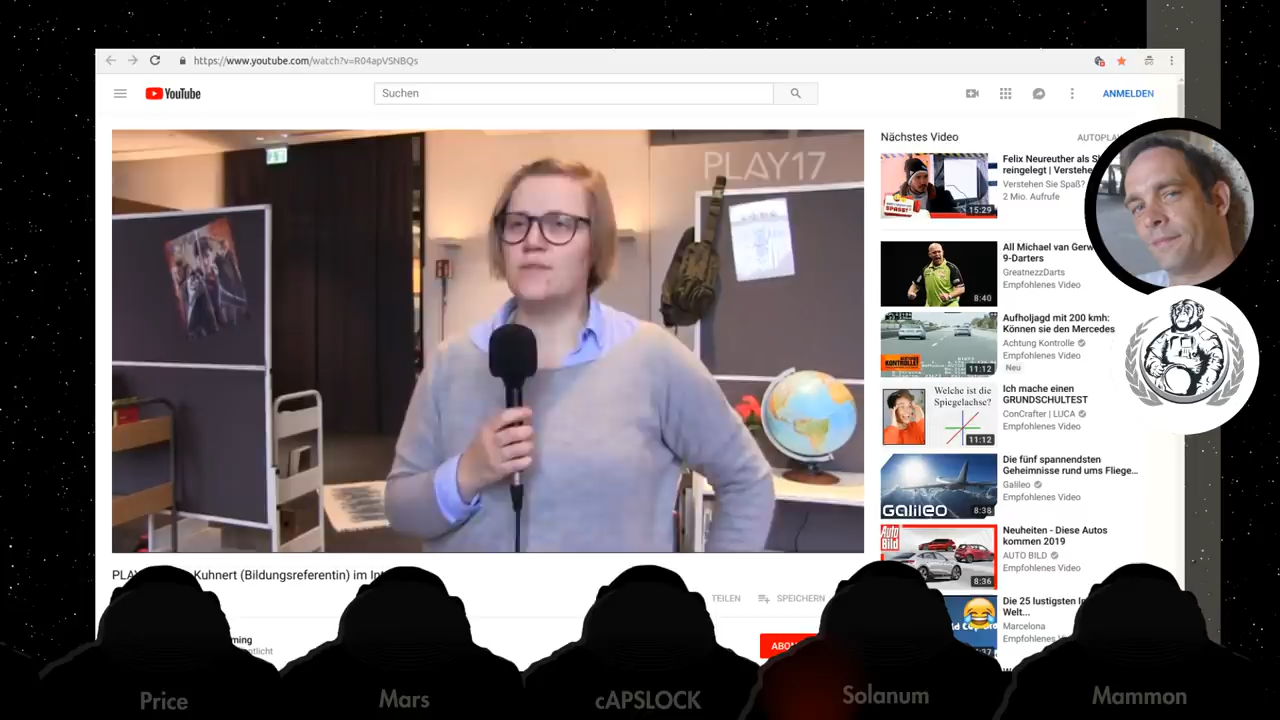 https://www.youtube.com/watch?v=R04apVSNBQs
YouTube
Suchen
ANMELDEN
PLAY17
Nächstes Video
AUTOPLAY
Felix Neureuther als
reingelegt | Verstehe
Verstehen Sie Spaß?
2 Mio. Aufrufe
15:29
All Michael van Gerw
9-Darters
GreatnezzDarts
Empfohlenes Video
8:40
Aufholjagd mit 200 kmh:
Können sie den Mercedes
Achtung Kontrolle
Empfohlenes Video
Neu
11:12
Welche ist die
Spiegelachse?
Ich mache einen
GRUNDSCHULTEST
ConCrafter | LUCA
Empfohlenes Video
11:12
Die fünf spannendsten
Geheimnisse rund ums Fliege...
Galileo
Empfohlenes Video
GALILEO
8:38
Auto
Bild
Neuheiten - Diese Autos
kommen 2019
AUTO BILD
Empfohlenes Video
8:36
Die 25 lustigsten
Welt...
Marcelona
Kuhnert (Bildungsreferentin) im
TEILEN
SPEICHERN
Price
Mars
cAPSLOCK
Solanum
Mammon